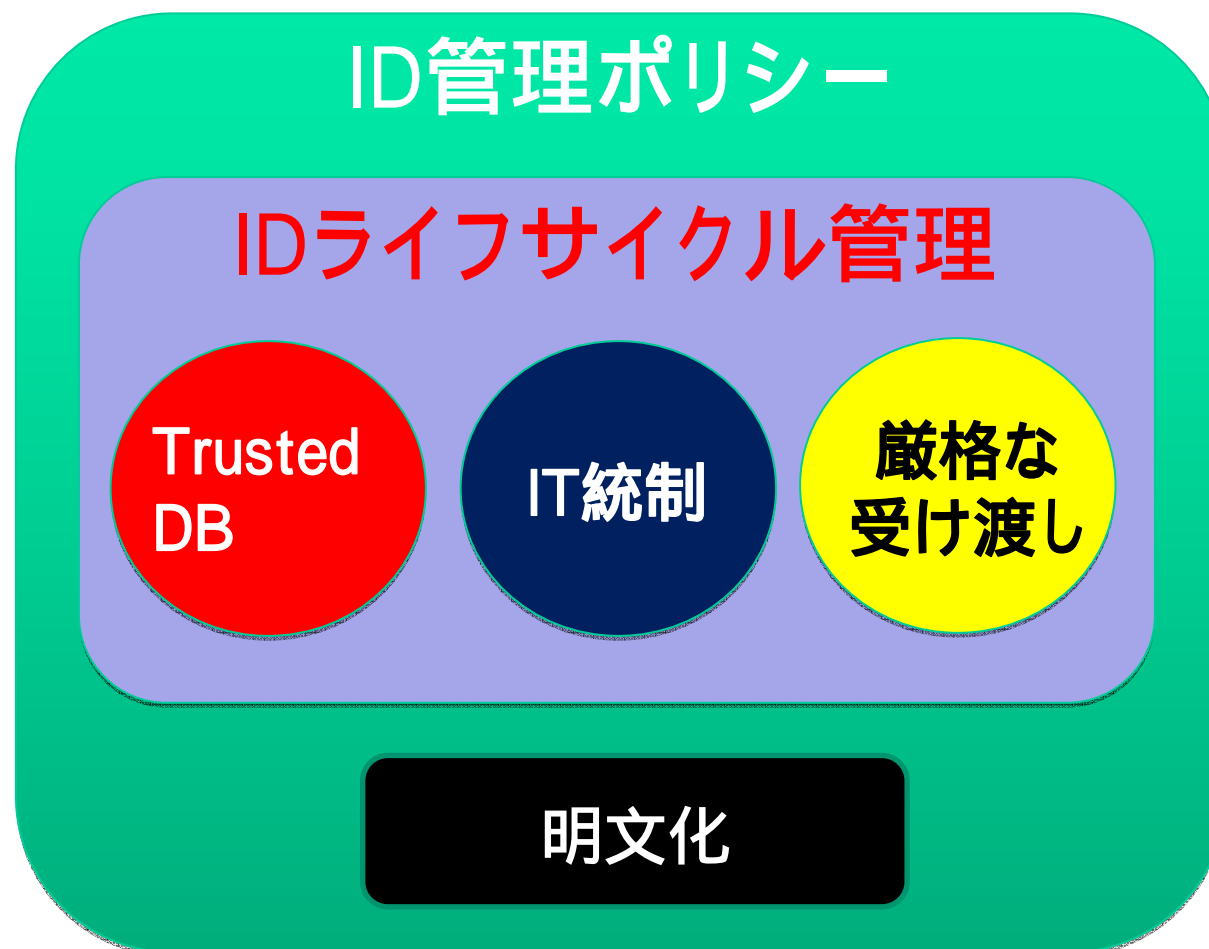 ID管理ポリシー
IDライフサイクル管理
Trusted
DB
IT統制
厳格な
受け渡し
明文化